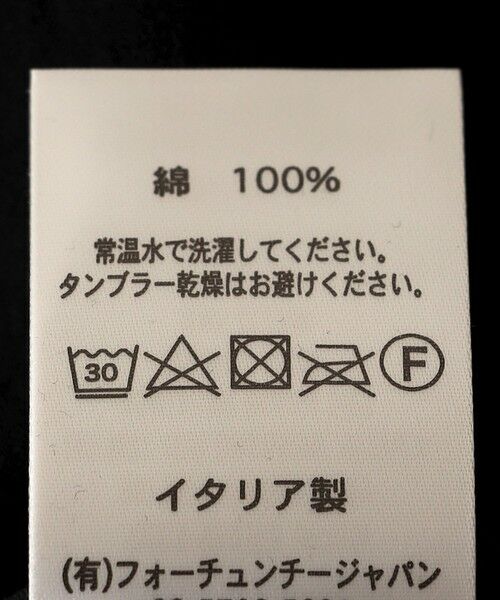 綿 100%
常温水で洗濯してください。
タンブラー乾燥はお避けください。
30 F
イタリア製
(有)フォーチュンチージャパン